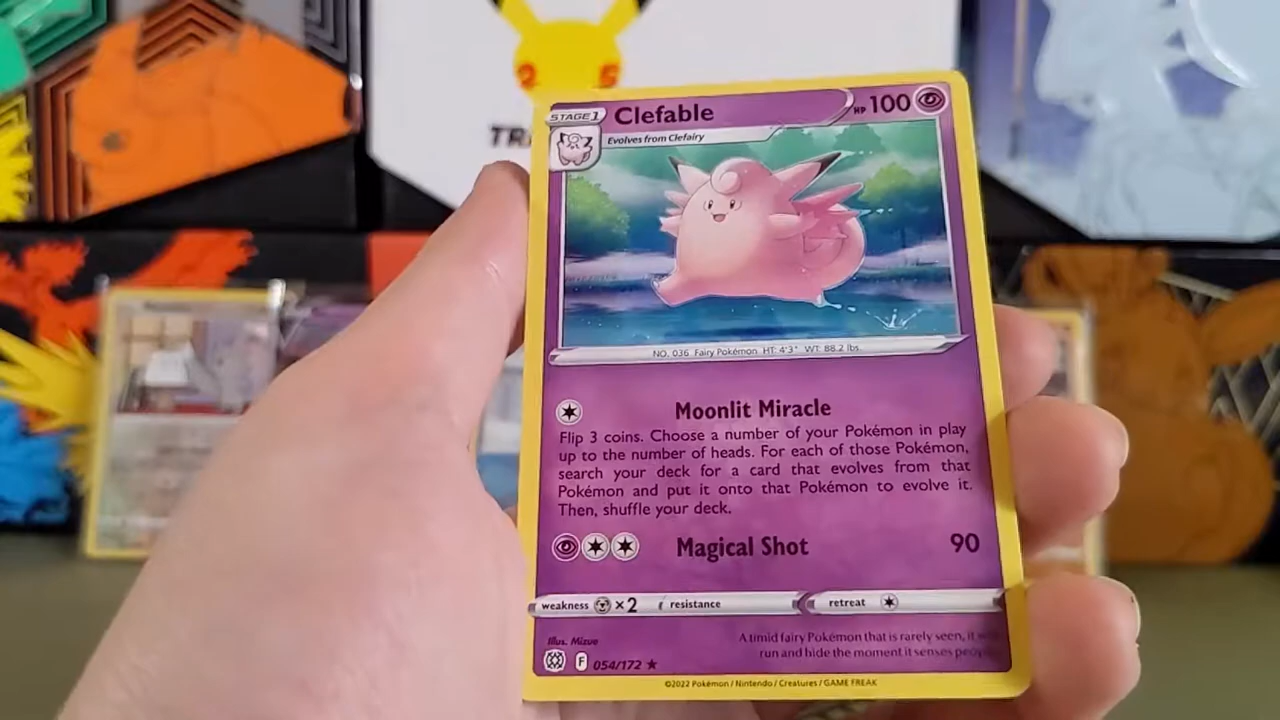 25
TR
STAGE 1 Clefable HP 100
Evolves from Clefairy
NO. 036 Fairy Pokémon HT: 4'3" WT: 88.2 lbs.
Moonlit Miracle
Flip 3 coins. Choose a number of your Pokémon in play
up to the number of heads. For each of those Pokémon,
search your deck for a card that evolves from that
Pokémon and put it onto that Pokémon to evolve it.
Then, shuffle your deck.
Magical Shot 90
weakness ×2 resistance retreat
Illus. Mizue
A timid fairy Pokémon that is rarely seen, it
run and hide the moment it senses
F 054/172 ★
©2022 Pokémon / Nintendo / Creatures / GAME FREAK